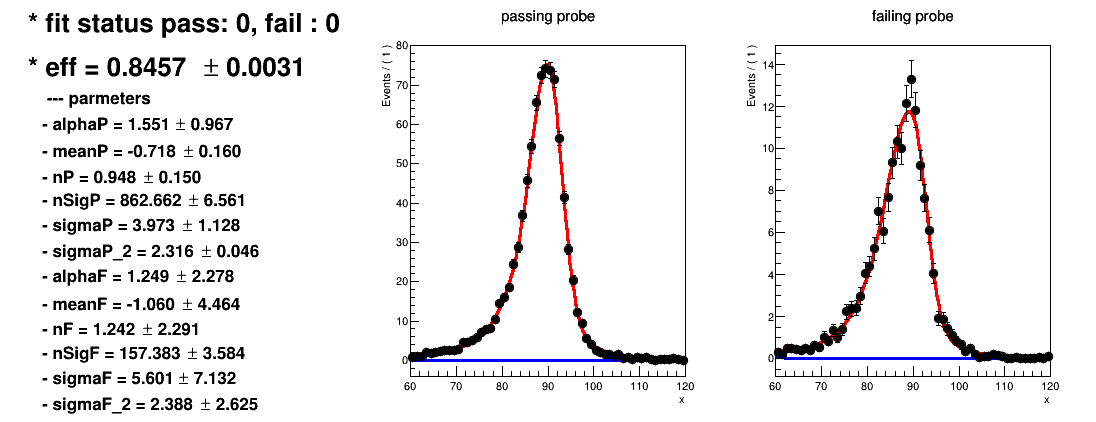 * fit status pass: 0, fail : 0
* eff = 0.8457 ± 0.0031
--- parmeters
- alphaP = 1.551 ± 0.967
- meanP = -0.718 ± 0.160
- nP = 0.948 ± 0.150
- nSigP = 862.662 ± 6.561
- sigmaP = 3.973 ± 1.128
- sigmaP_2 = 2.316 ± 0.046
- alphaF = 1.249 ± 2.278
- meanF = -1.060 ± 4.464
- nF = 1.242 ± 2.291
- nSigF = 157.383 ± 3.584
- sigmaF = 5.601 ± 7.132
- sigmaF_2 = 2.388 ± 2.625
passing probe
Events / ( 1 )
80
70
60
50
40
30
20
10
0
60 70 80 90 100 110 120
x
failing probe
Events / ( 1 )
14
12
10
8
6
4
2
0
60 70 80 90 100 110 120
x